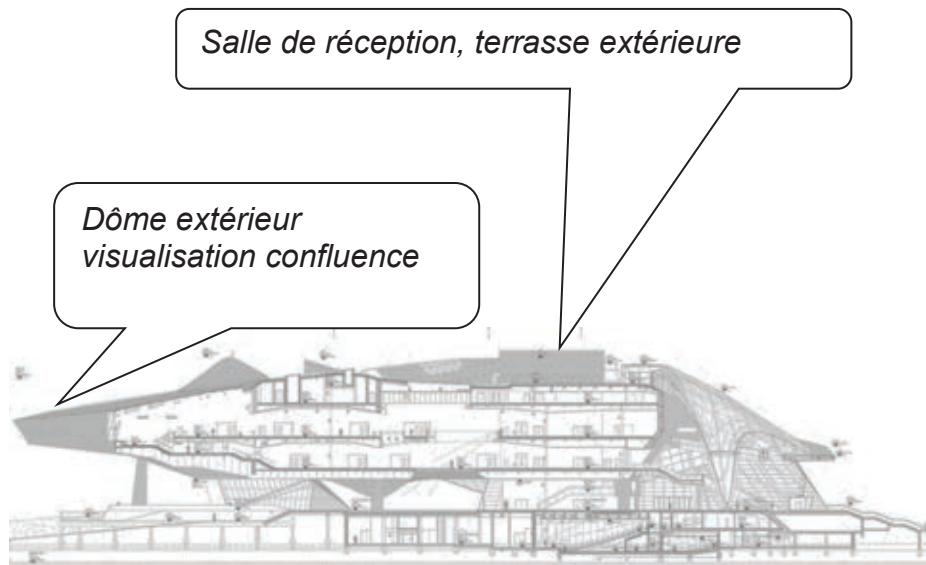 Salle de réception, terrasse extérieure
Dôme extérieur
visualisation confluence